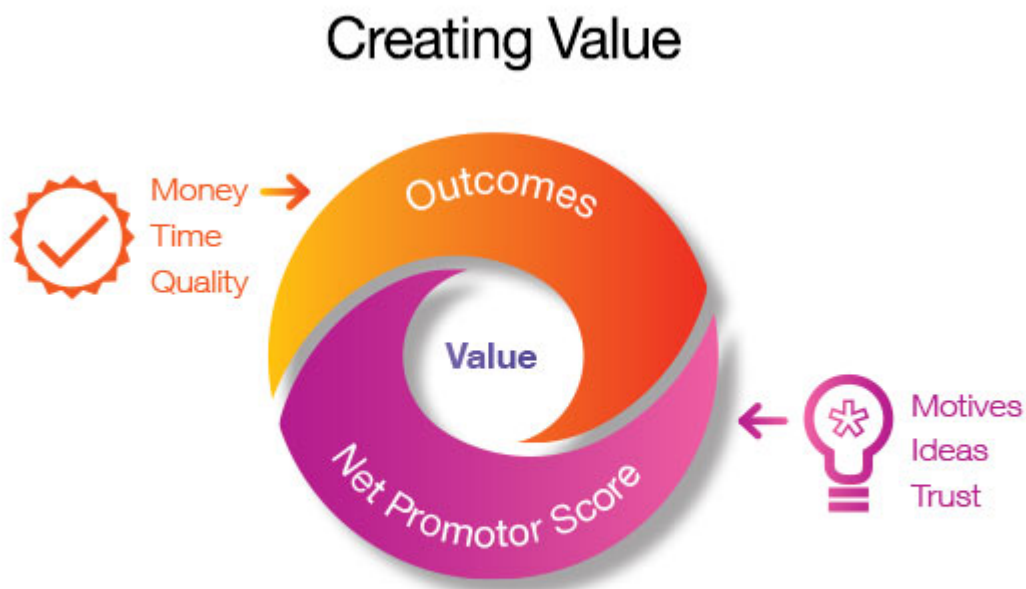 Creating Value
Outcomes
Money
Time
Quality
Value
Motives
Ideas
Trust
Net Promotor Score